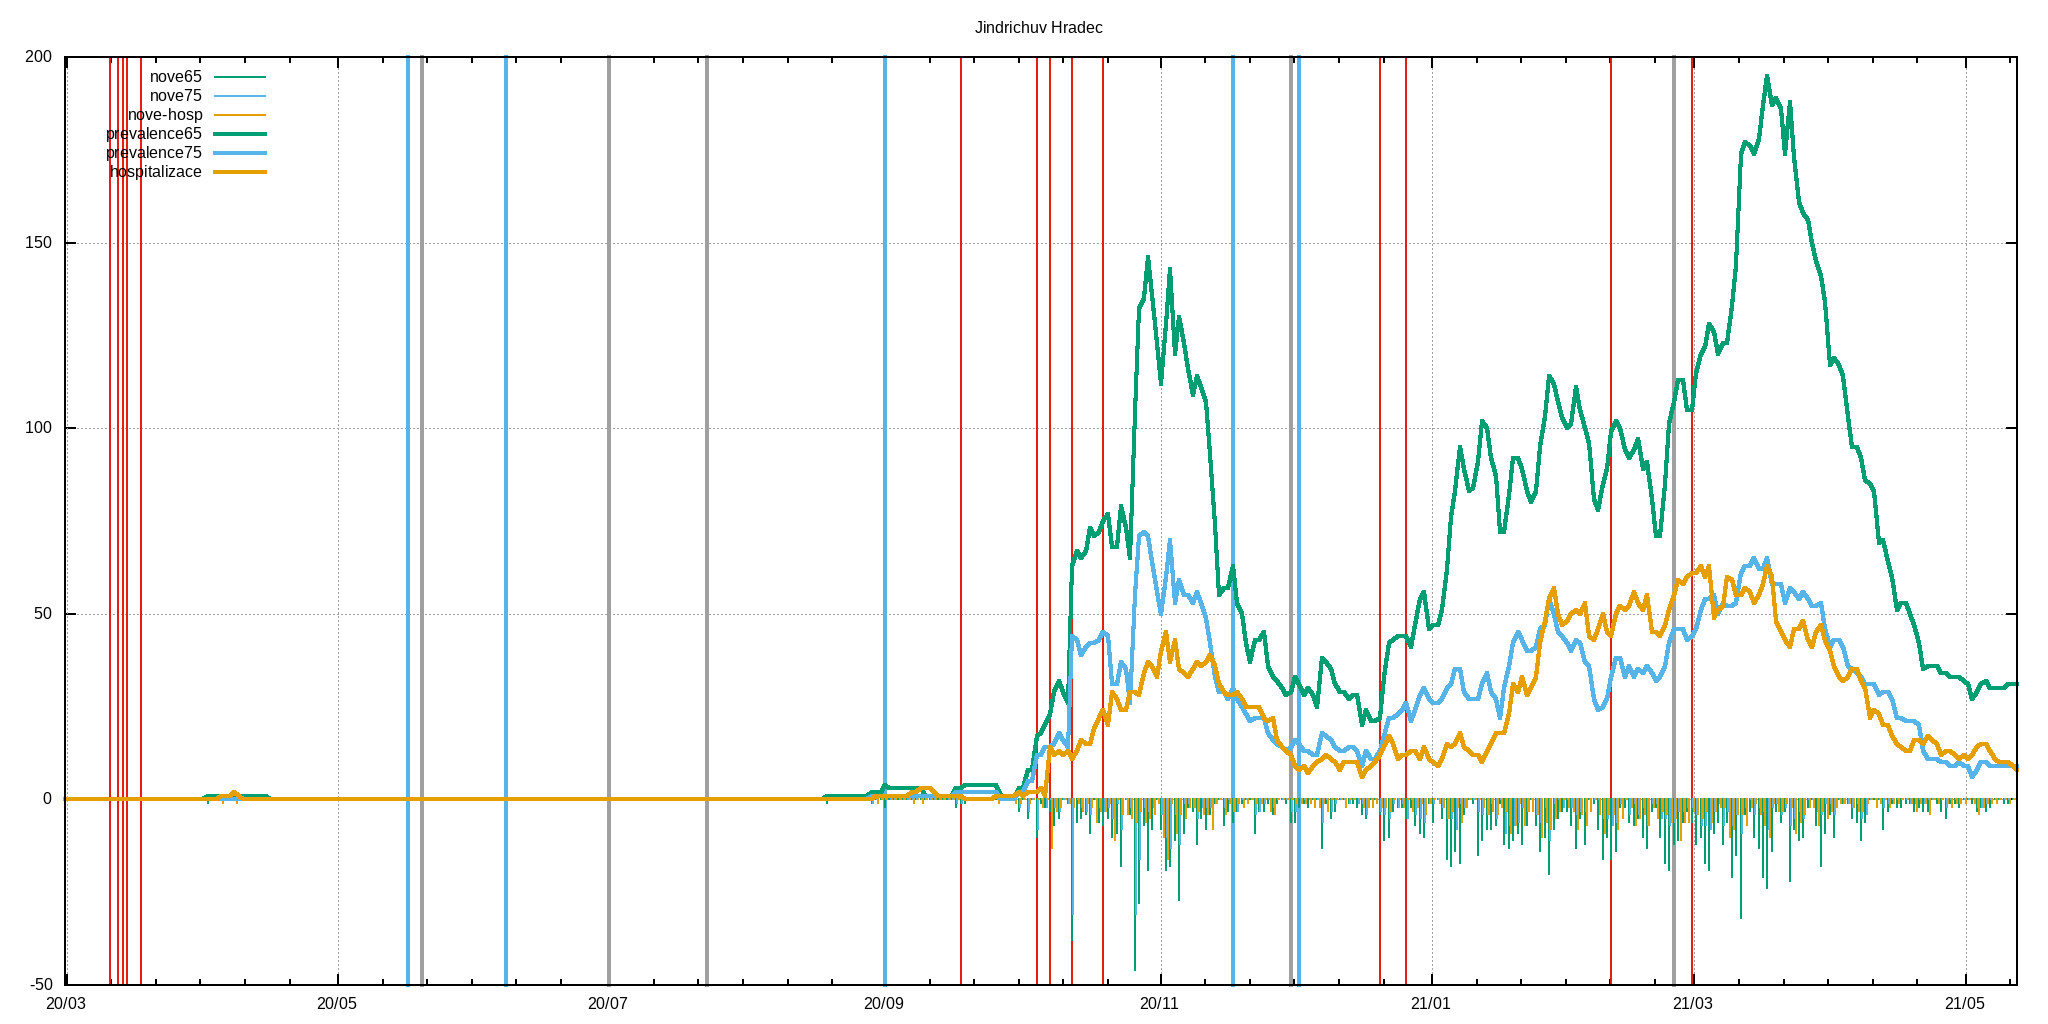 Jindrichuv Hradec
200
150
100
50
0
-50
nove65
nove75
nove-hosp
prevalence65
prevalence75
hospitalizace
20/03 20/05 20/07 20/09 20/11 21/01 21/03 21/05